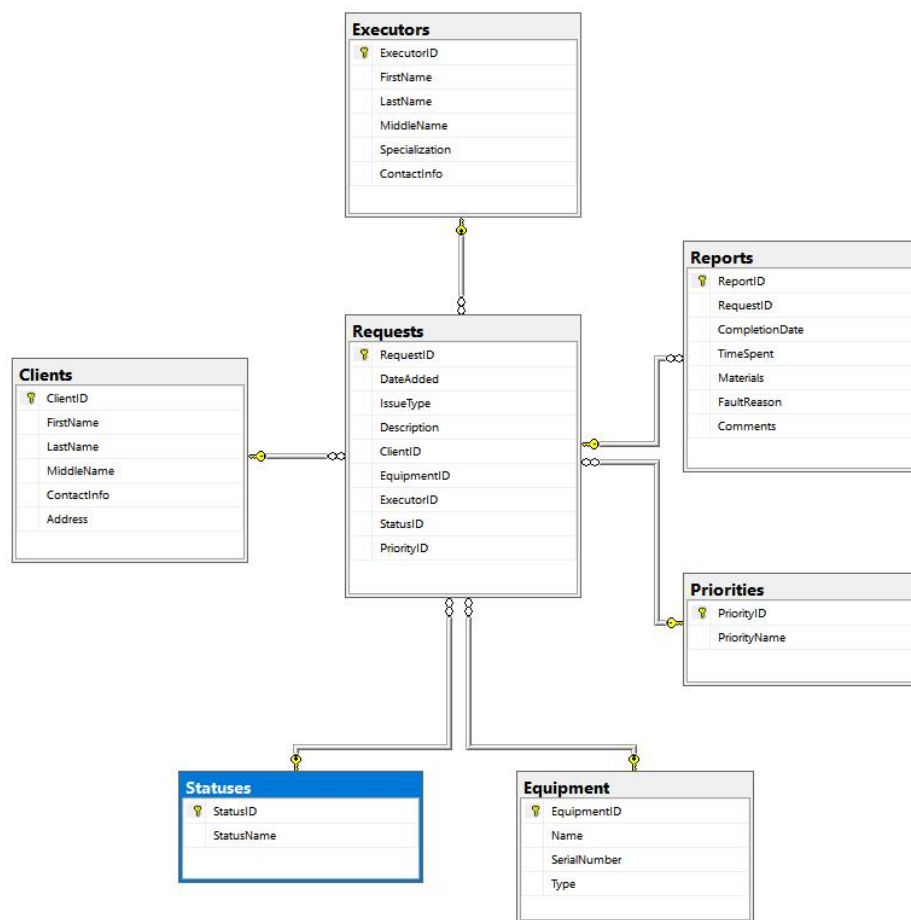 Executors
ExecutorID
FirstName
LastName
MiddleName
Specialization
ContactInfo
Reports
ReportID
RequestID
CompletionDate
TimeSpent
Materials
FaultReason
Comments
Requests
RequestID
DateAdded
IssueType
Description
ClientID
EquipmentID
ExecutorID
StatusID
PriorityID
Clients
ClientID
FirstName
LastName
MiddleName
ContactInfo
Address
Priorities
PriorityID
PriorityName
Statuses
StatusID
StatusName
Equipment
EquipmentID
Name
SerialNumber
Type